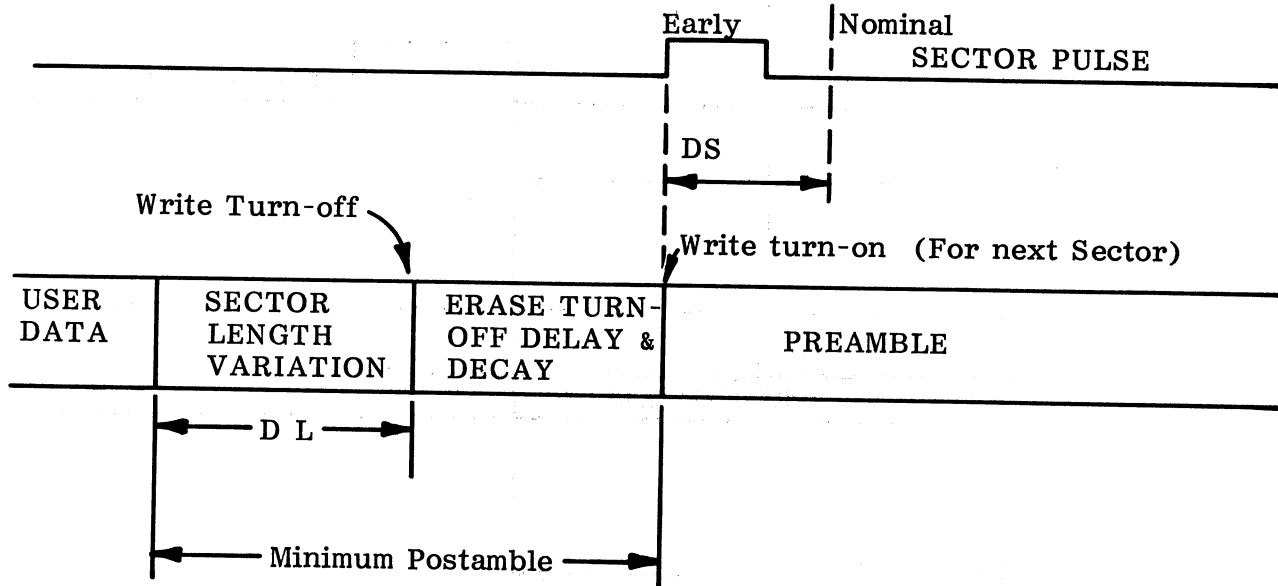 Early
Nominal
SECTOR PULSE
DS
Write Turn-off
Write turn-on (For next Sector)
USER
DATA
SECTOR
LENGTH
VARIATION
ERASE TURN-
OFF DELAY &
DECAY
PREAMBLE
D L
Minimum Postamble